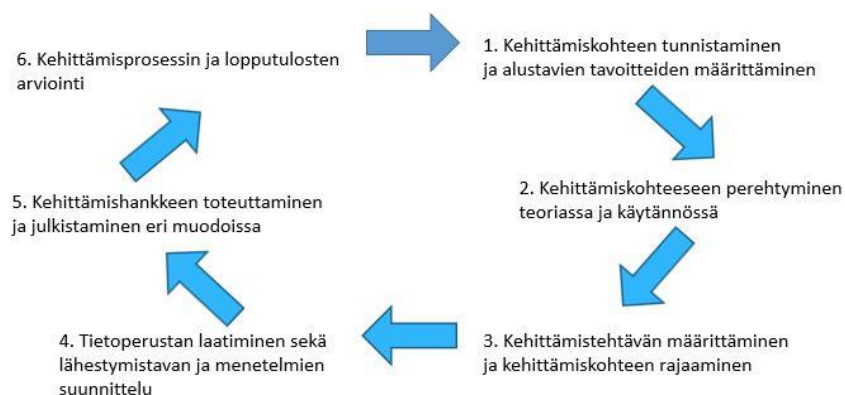 1. Kehittämiskohteen tunnistaminen
ja alustavien tavoitteiden määrittäminen
2. Kehittämiskohteeseen perehtyminen
teoriassa ja käytännössä
3. Kehittämistehtävän määrittäminen
ja kehittämiskohteen rajaaminen
4. Tietoperustan laatiminen sekä
lähestymistavan ja menetelmien
suunnittelu
5. Kehittämishankkeen toteuttaminen
ja julkistaminen eri muodoissa
6. Kehittämisprosessin ja lopputulosten
arviointi